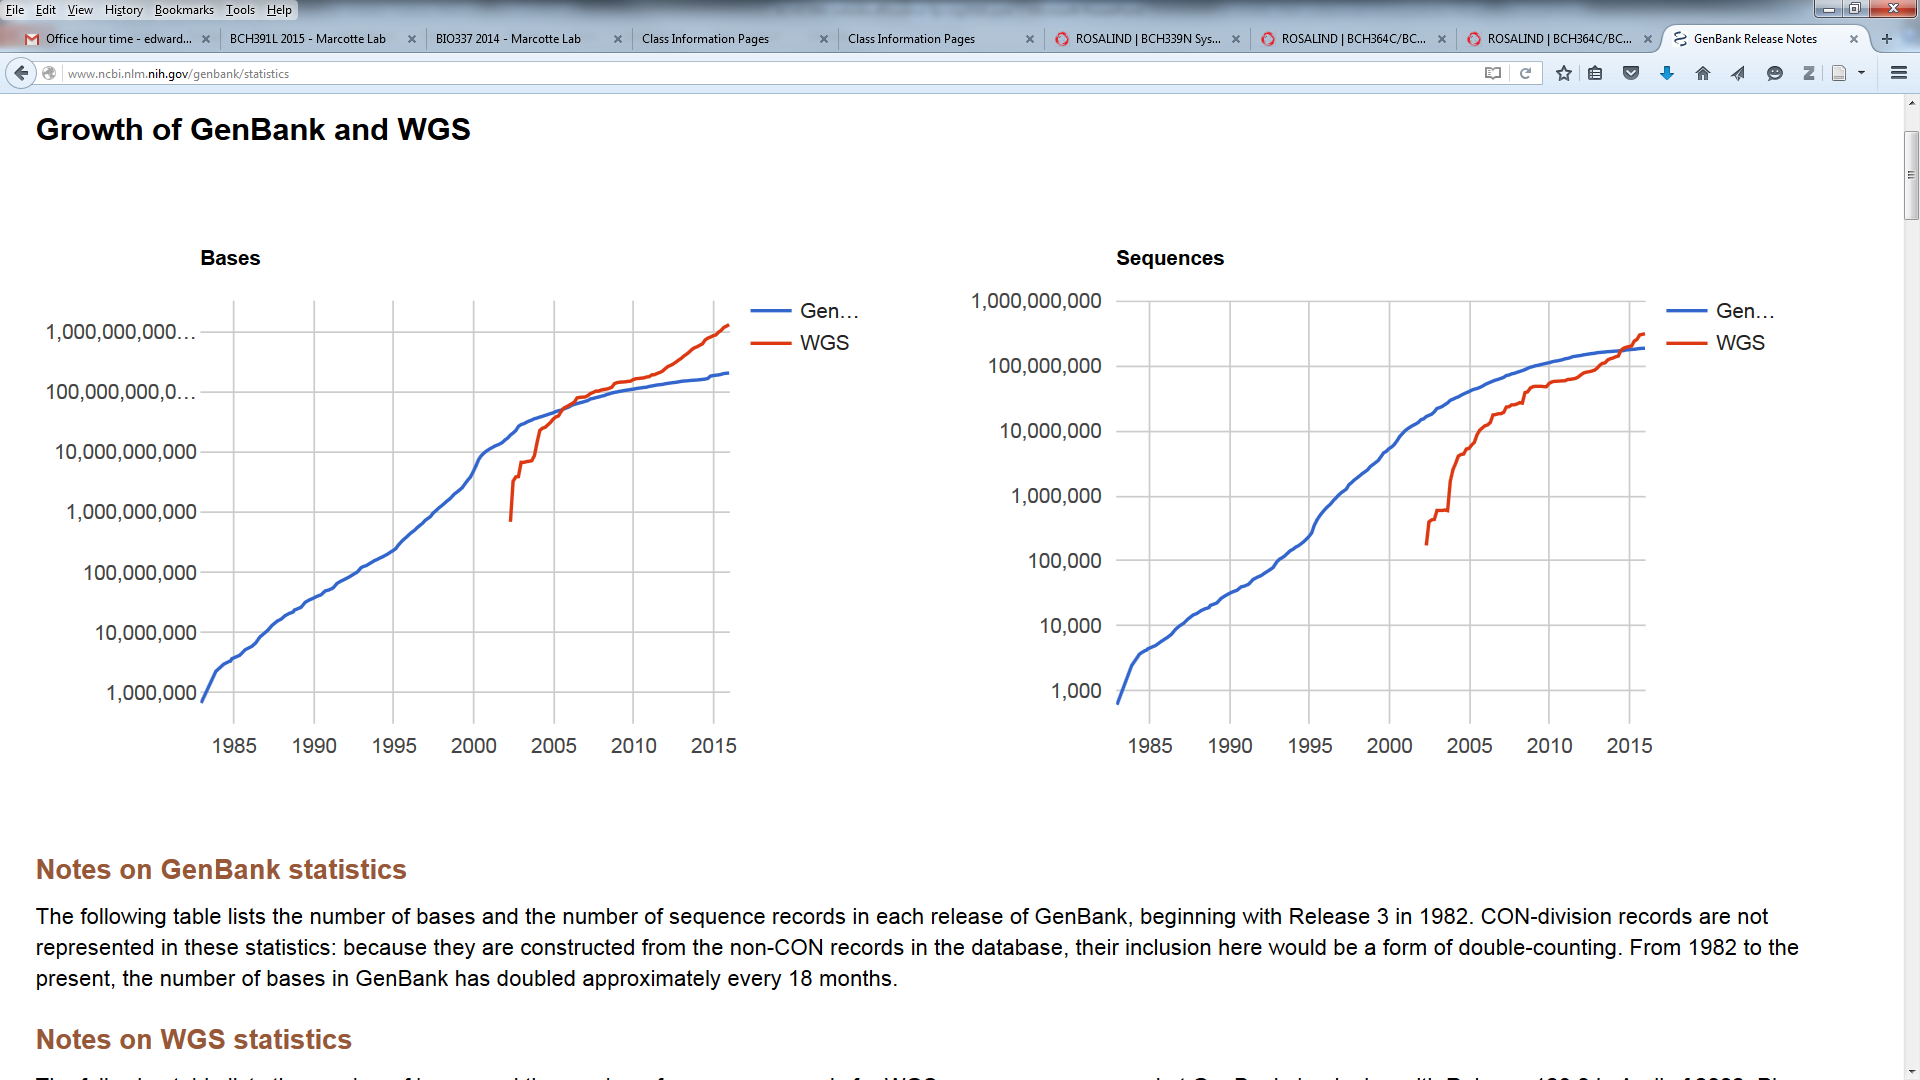 File Edit View History Bookmarks Tools Help
Office hour time - edward...
BCH391L 2015 - Marcotte Lab
BIO337 2014 - Marcotte Lab
Class Information Pages
Class Information Pages
ROSALIND | BCH339N Sys...
ROSALIND | BCH364C/BC...
ROSALIND | BCH364C/BC...
GenBank Release Notes
www.ncbi.nlm.nih.gov/genbank/statistics
Growth of GenBank and WGS
Bases
1,000,000,000...
100,000,000,0...
10,000,000,000
1,000,000,000
100,000,000
10,000,000
1,000,000
1985 1990 1995 2000 2005 2010 2015
Gen...
WGS
Sequences
1,000,000,000
100,000,000
10,000,000
1,000,000
100,000
10,000
1,000
1985 1990 1995 2000 2005 2010 2015
Gen...
WGS
Notes on GenBank statistics
The following table lists the number of bases and the number of sequence records in each release of GenBank, beginning with Release 3 in 1982. CON-division records are not
represented in these statistics: because they are constructed from the non-CON records in the database, their inclusion here would be a form of double-counting. From 1982 to the
present, the number of bases in GenBank has doubled approximately every 18 months.
Notes on WGS statistics